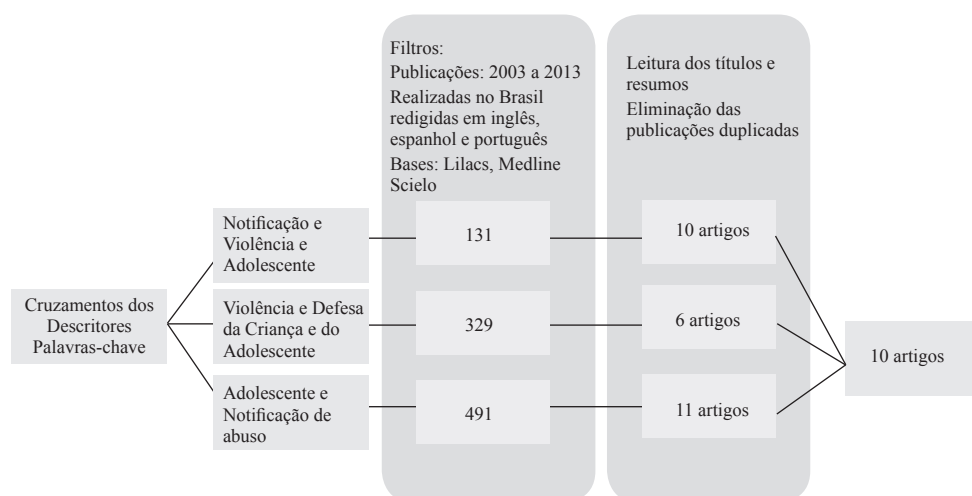 Filtros:
Publicações: 2003 a 2013
Realizadas no Brasil
redigidas em inglês,
espanhol e português
Bases: Lilacs, Medline
Scielo
Leitura dos títulos e
resumos
Eliminação das
publicações duplicadas
Cruzamentos dos
Descritores
Palavras-chave
Notificação e
Violência e
Adolescente
131
10 artigos
Violência e Defesa
da Criança e do
Adolescente
329
6 artigos
Adolescente e
Notificação de
abuso
491
11 artigos
10 artigos